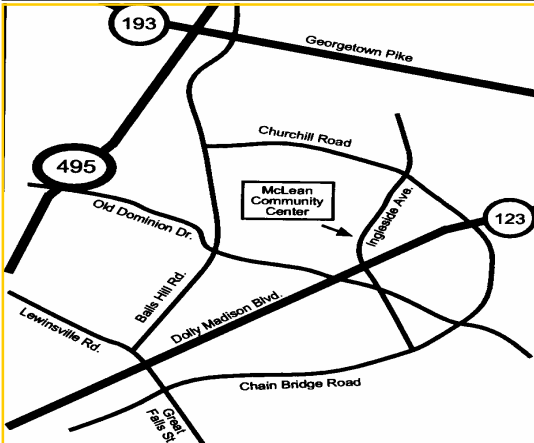 193
Georgetown Pike
Churchill Road
495
McLean
Community
Center
Ingleside Ave.
123
Old Dominion Dr.
Balls Hill Rd.
Dolly Madison Blvd.
Lewinsville Rd.
Chain Bridge Road
Great
Falls St